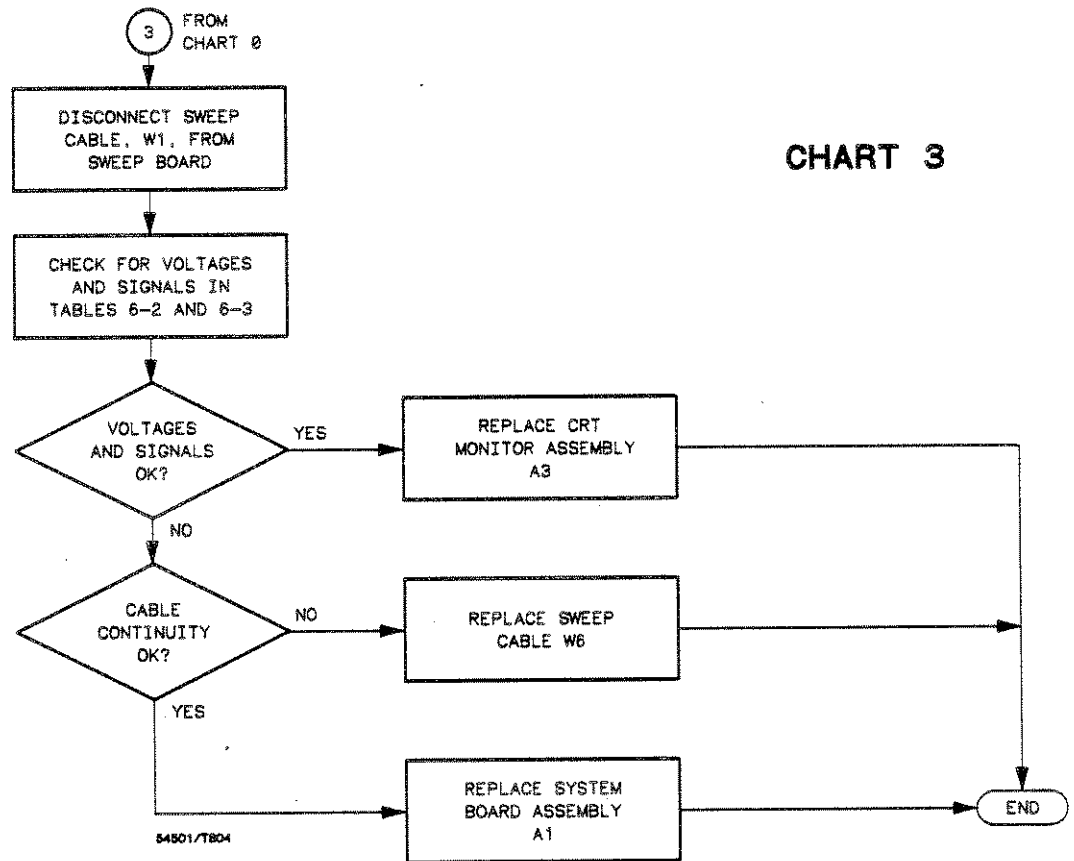 3
FROM
CHART 0
DISCONNECT SWEEP
CABLE, W1, FROM
SWEEP BOARD
CHART 3
CHECK FOR VOLTAGES
AND SIGNALS IN
TABLES 6-2 AND 6-3
VOLTAGES
AND SIGNALS
OK?
YES
REPLACE CRT
MONITOR ASSEMBLY
A3
NO
CABLE
CONTINUITY
OK?
NO
REPLACE SWEEP
CABLE W6
YES
REPLACE SYSTEM
BOARD ASSEMBLY
A1
END
54501/T804